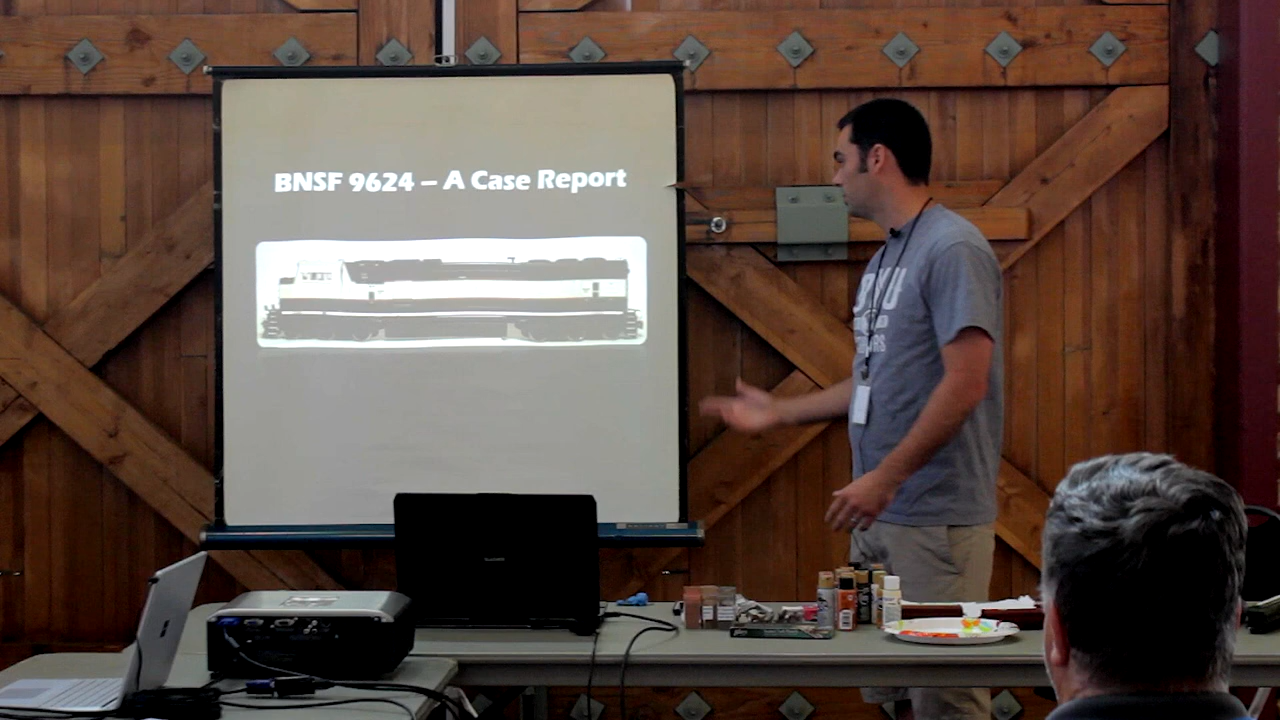 BNSF 9624 – A Case Report